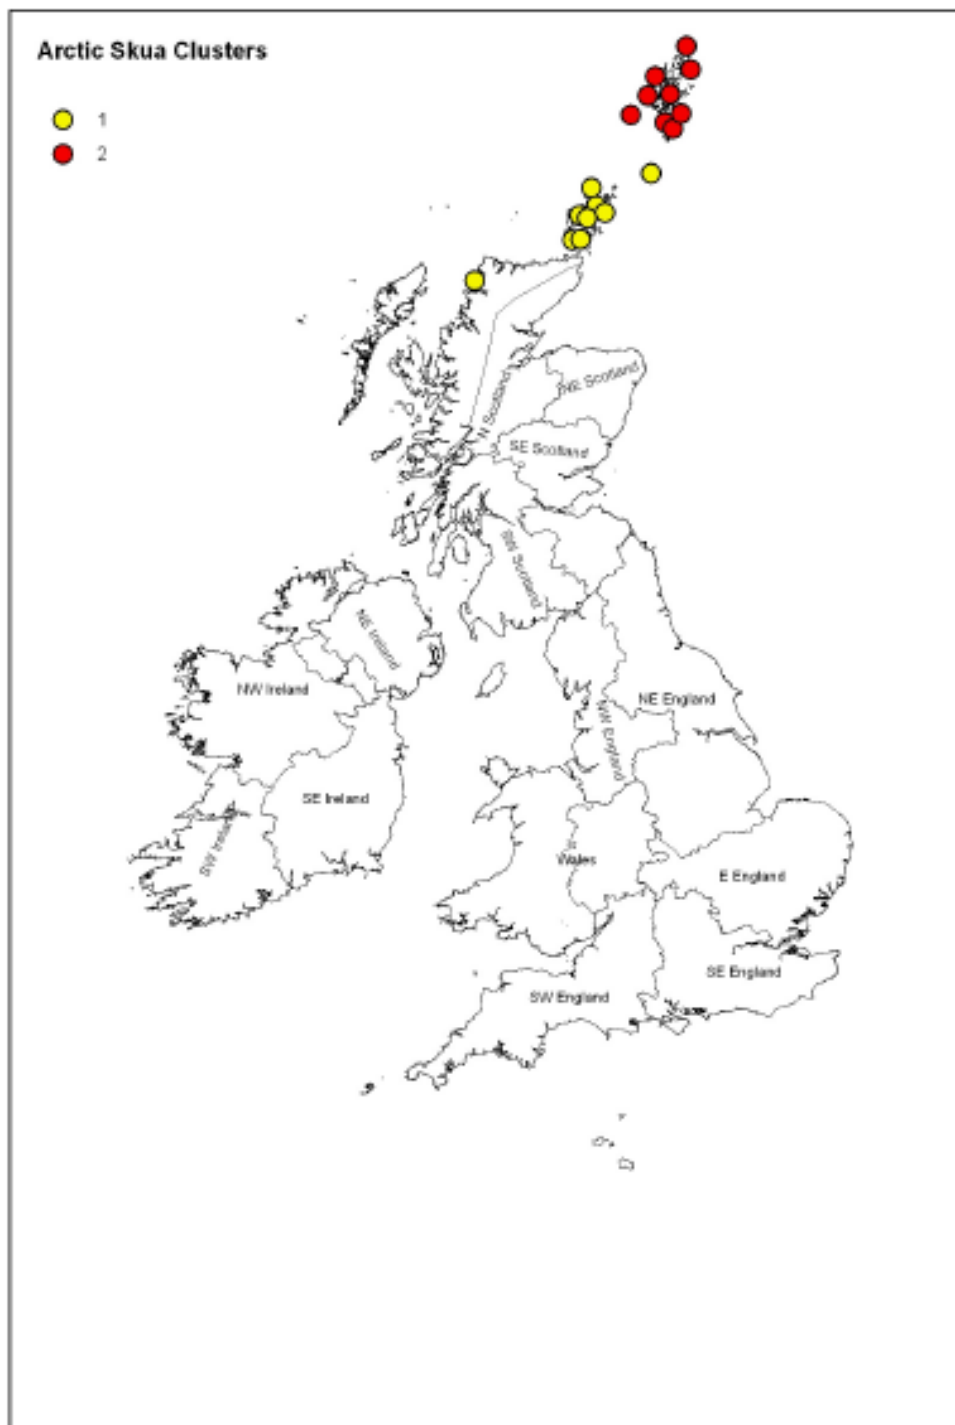 Arctic Skua Clusters
1
2
N Scotland
NE Scotland
SE Scotland
SW Scotland
NE Ireland
NW Ireland
NE England
NW England
SE Ireland
SW Ireland
Wales
E England
SE England
SW England